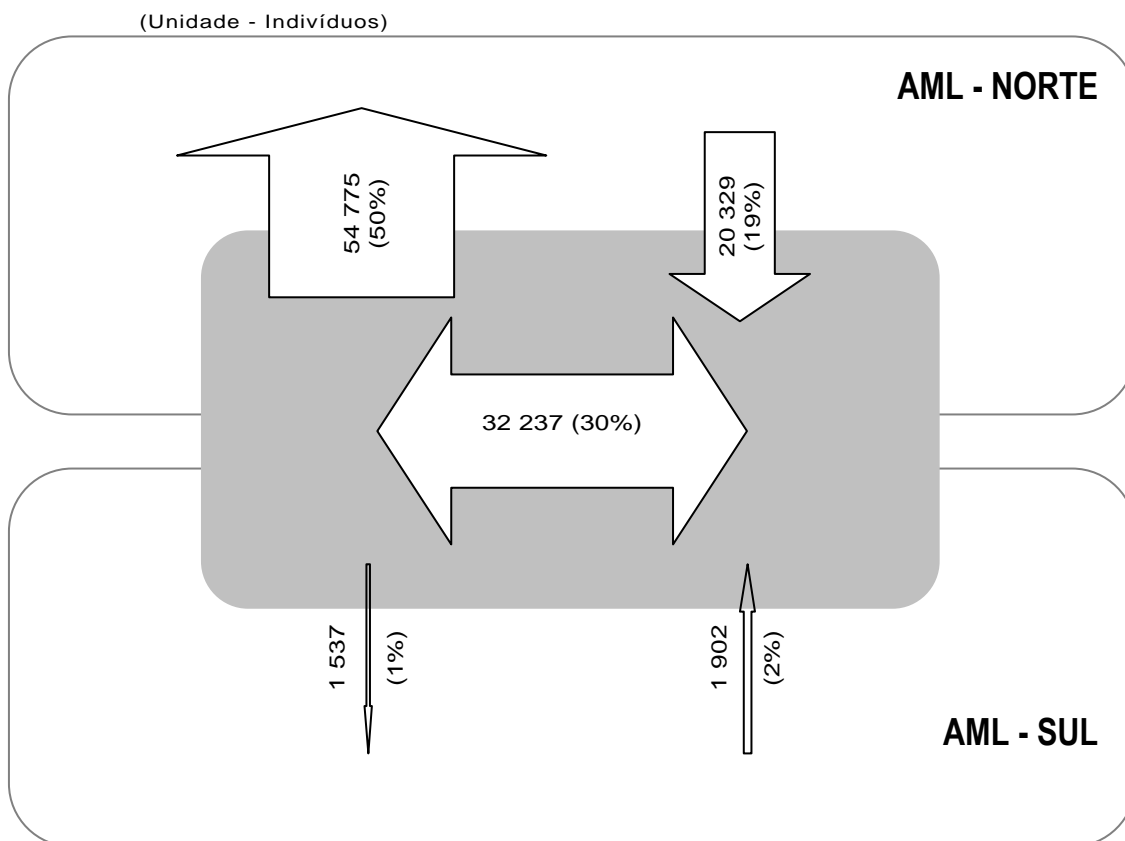 (Unidade - Indivíduos)
AML - NORTE
54 775
(50%)
20 329
(19%)
32 237 (30%)
1 537
(1%)
1 902
(2%)
AML - SUL